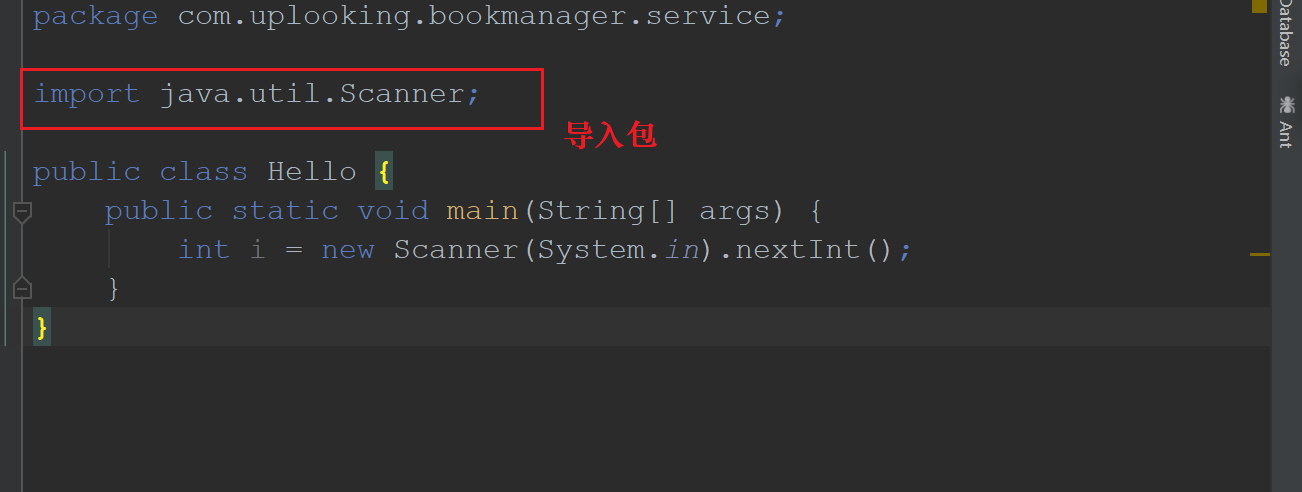 package com.uplooking.bookmanager.service;
import java.util.Scanner;
导入包
public class Hello {
    public static void main(String[] args) {
        int i = new Scanner(System.in).nextInt();
    }
}
Database
Ant